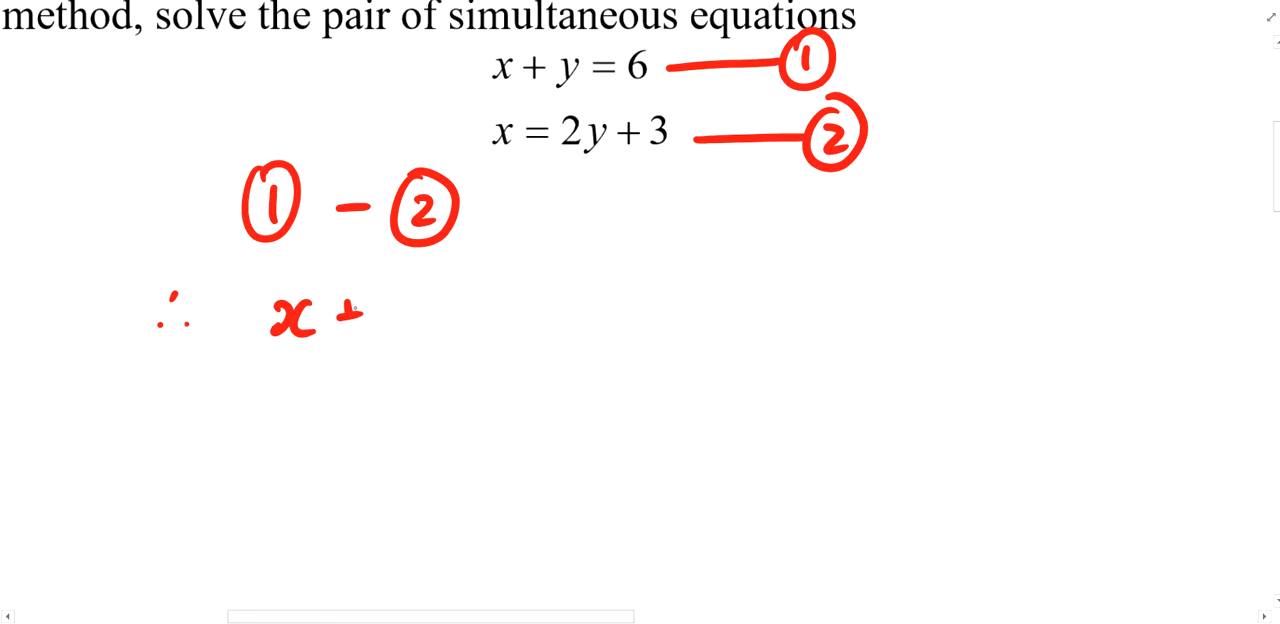 method, solve the pair of simultaneous equations
x + y = 6 ——— ①
x = 2y + 3 ——— ②
① - ②
∴ x +